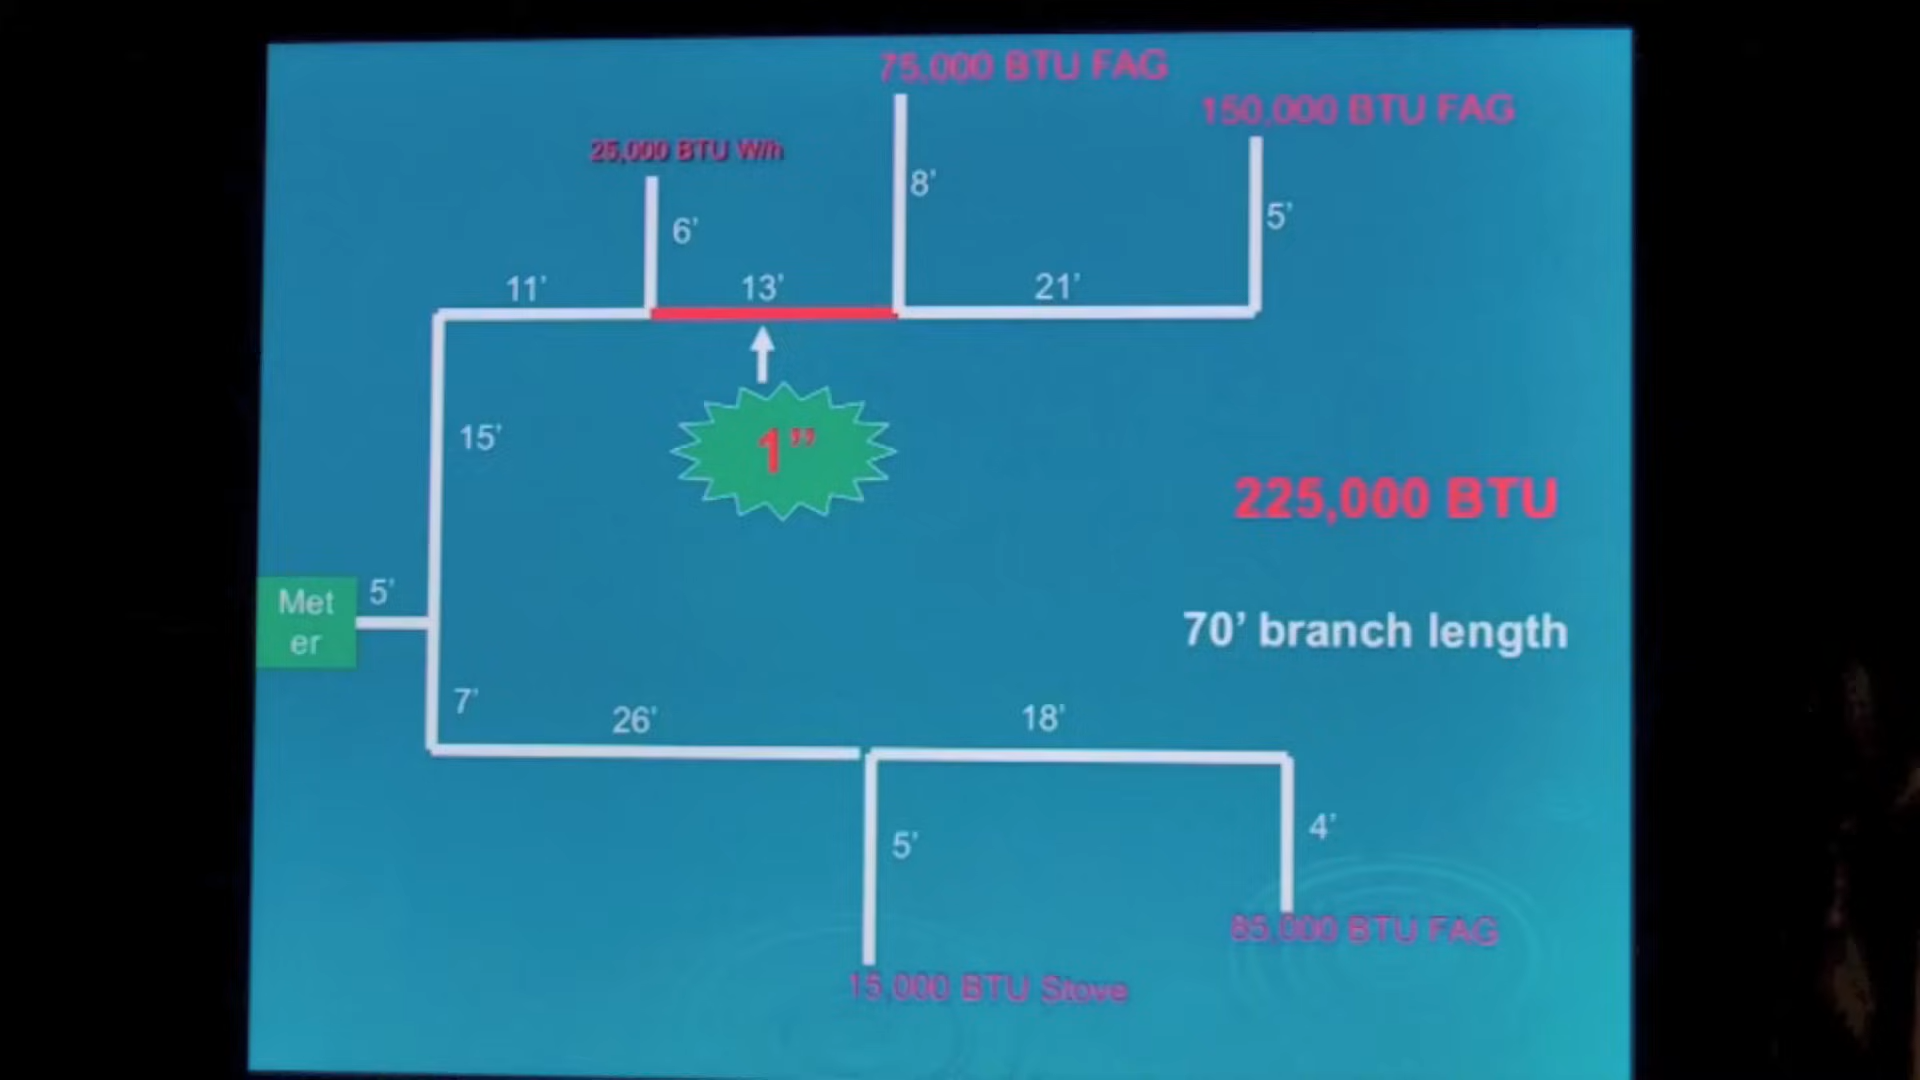 75,000 BTU FAG
150,000 BTU FAG
25,000 BTU W/h
8’
5’
6’
11’
13’
21’
15’
1”
225,000 BTU
5’
Met
er
70’ branch length
7’
26’
18’
5’
4’
85,000 BTU FAG
15,000 BTU Stove